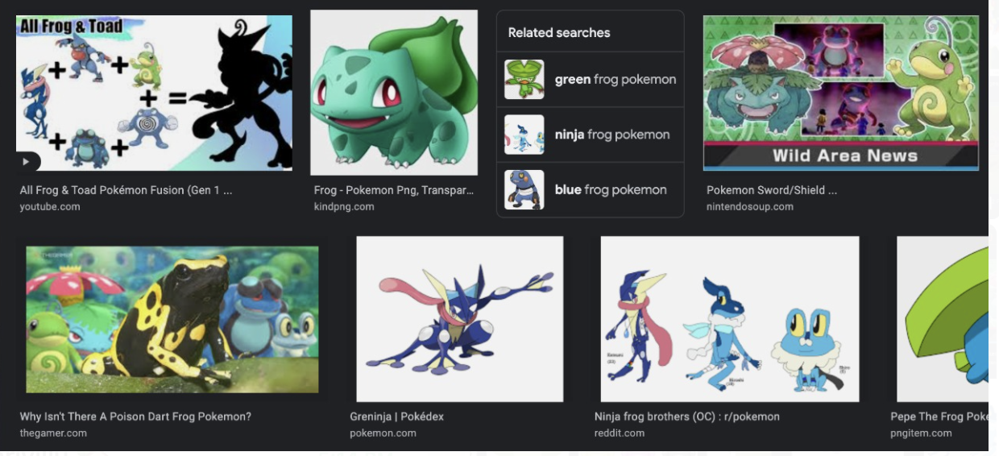 All Frog & Toad
All Frog & Toad Pokémon Fusion (Gen 1 ...
youtube.com
Frog - Pokemon Png, Transpar...
kindpng.com
Related searches
green frog pokemon
ninja frog pokemon
blue frog pokemon
Wild Area News
Pokemon Sword/Shield ...
nintendosoup.com
THEGAMER
Why Isn't There A Poison Dart Frog Pokemon?
thegamer.com
Greninja | Pokédex
pokemon.com
Ninja frog brothers (OC) : r/pokemon
reddit.com
Pepe The Frog Poke
pngitem.com